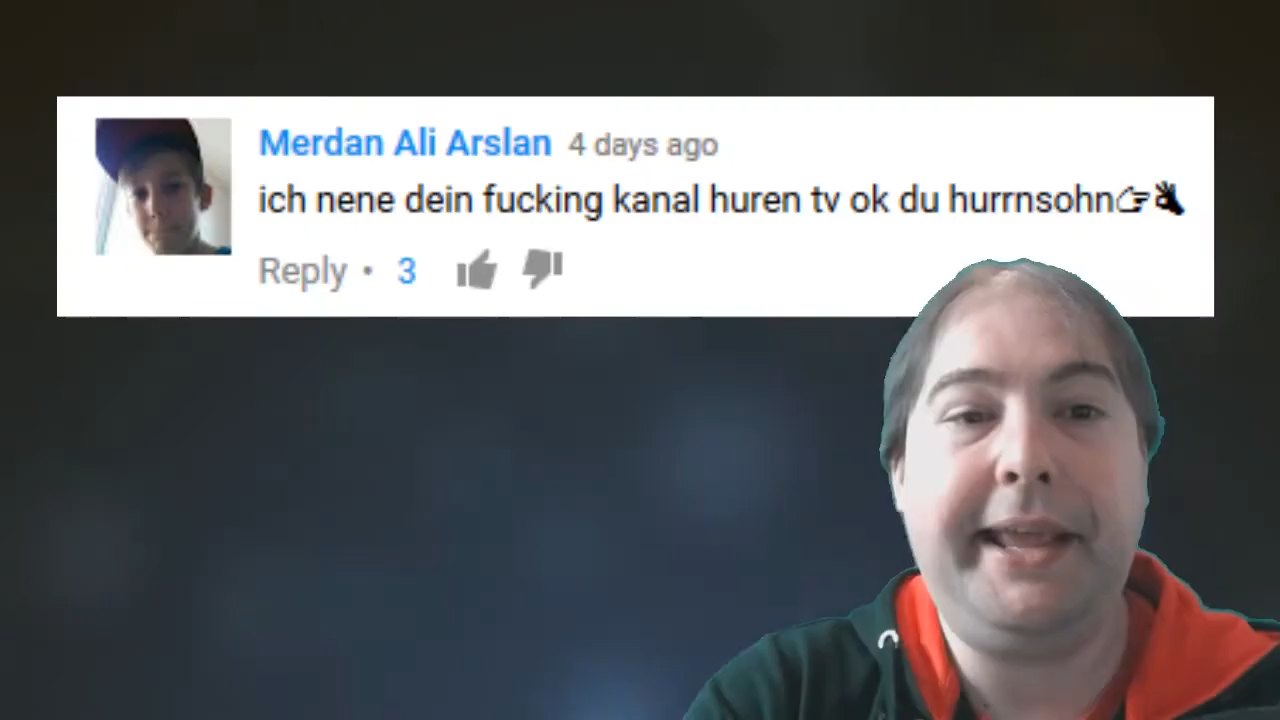 Merdan Ali Arslan 4 days ago
ich nene dein fucking kanal huren tv ok du hurrnsohn
Reply • 3